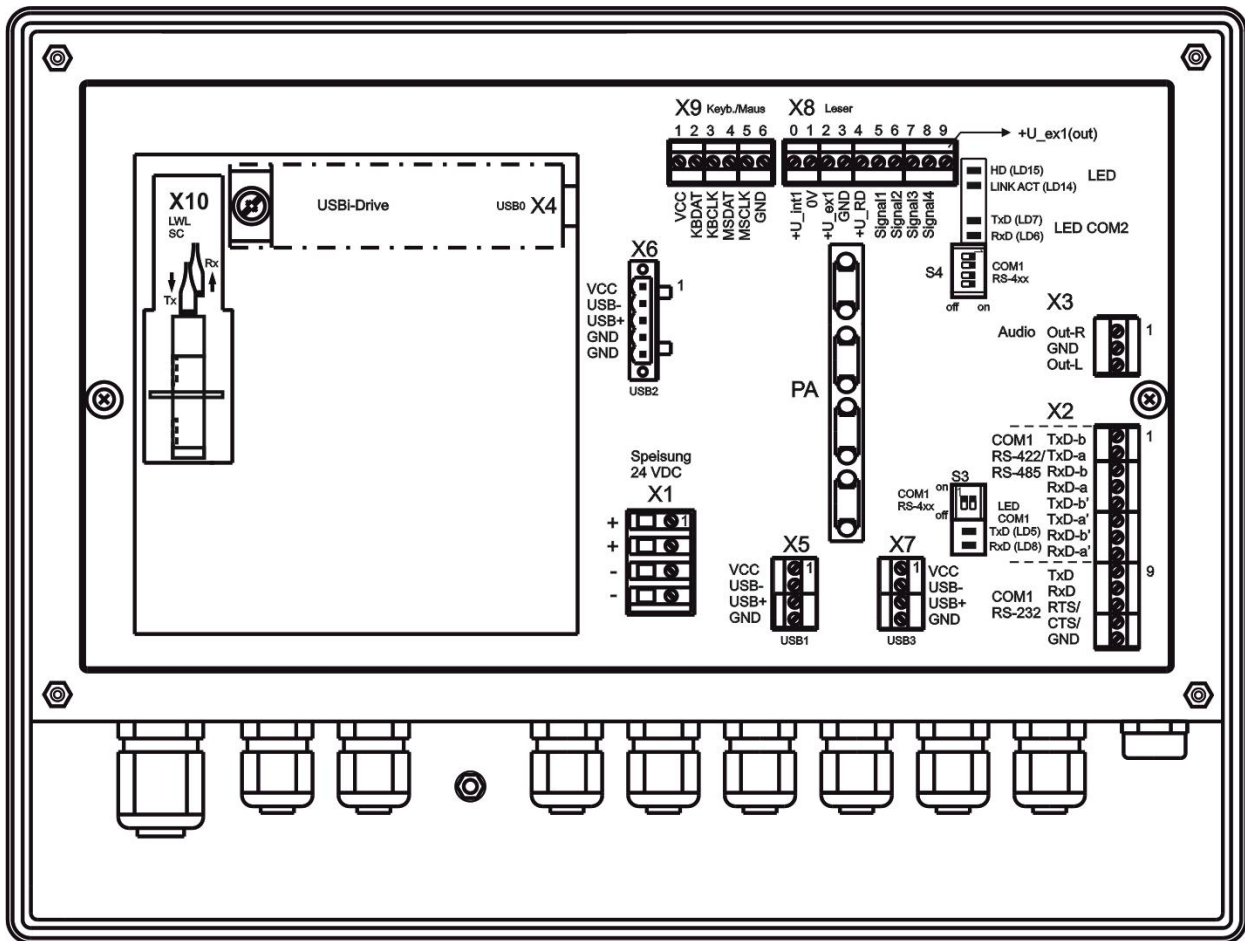 X9 Keyb./Maus
1 2 3 4 5 6
VCC
KBDAT
KBCLK
MSDAT
MSCLK
GND
X8 Leser
0 1 2 3 4 5 6 7 8 9
+U_ex1(out)
+U_int1
0V
+U_ex1
GND
+U_RD
Signal1
Signal2
Signal3
Signal4
HD (LD15)
LINK ACT (LD14)
LED
TxD (LD7)
RxD (LD6)
LED COM2
S4
COM1
RS-4xx
off on
X10
LWL
SC
Rx
Tx
USBi-Drive
USB0 X4
X6
1
VCC
USB-
USB+
GND
GND
USB2
PA
X3
Audio
Out-R 1
GND
Out-L
X2
COM1
RS-422/
RS-485
TxD-b 1
TxD-a
RxD-b
RxD-a
TxD-b'
TxD-a'
RxD-b'
RxD-a'
COM1
RS-232
TxD 9
RxD
RTS/
CTS/
GND
S3
on
off
COM1
RS-4xx
LED
COM1
TxD (LD5)
RxD (LD8)
Speisung
24 VDC
X1
+ 1
+
-
-
X5
1
VCC
USB-
USB+
GND
USB1
X7
1
VCC
USB-
USB+
GND
USB3